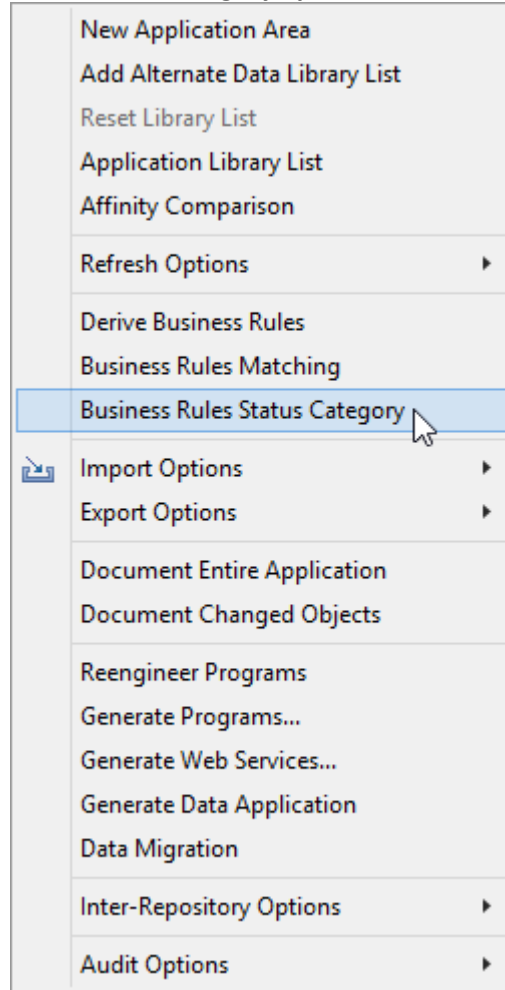 New Application Area
Add Alternate Data Library List
Reset Library List
Application Library List
Affinity Comparison
Refresh Options
Derive Business Rules
Business Rules Matching
Business Rules Status Category
Import Options
Export Options
Document Entire Application
Document Changed Objects
Reengineer Programs
Generate Programs...
Generate Web Services...
Generate Data Application
Data Migration
Inter-Repository Options
Audit Options